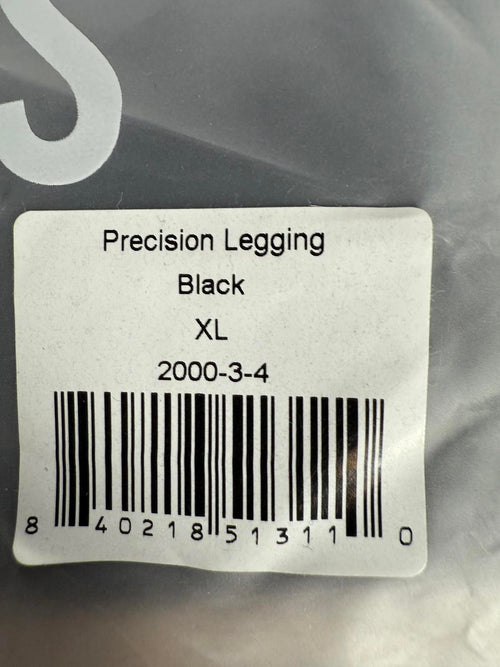 S
Precision Legging
Black
XL
2000-3-4
8 40218 51311 0